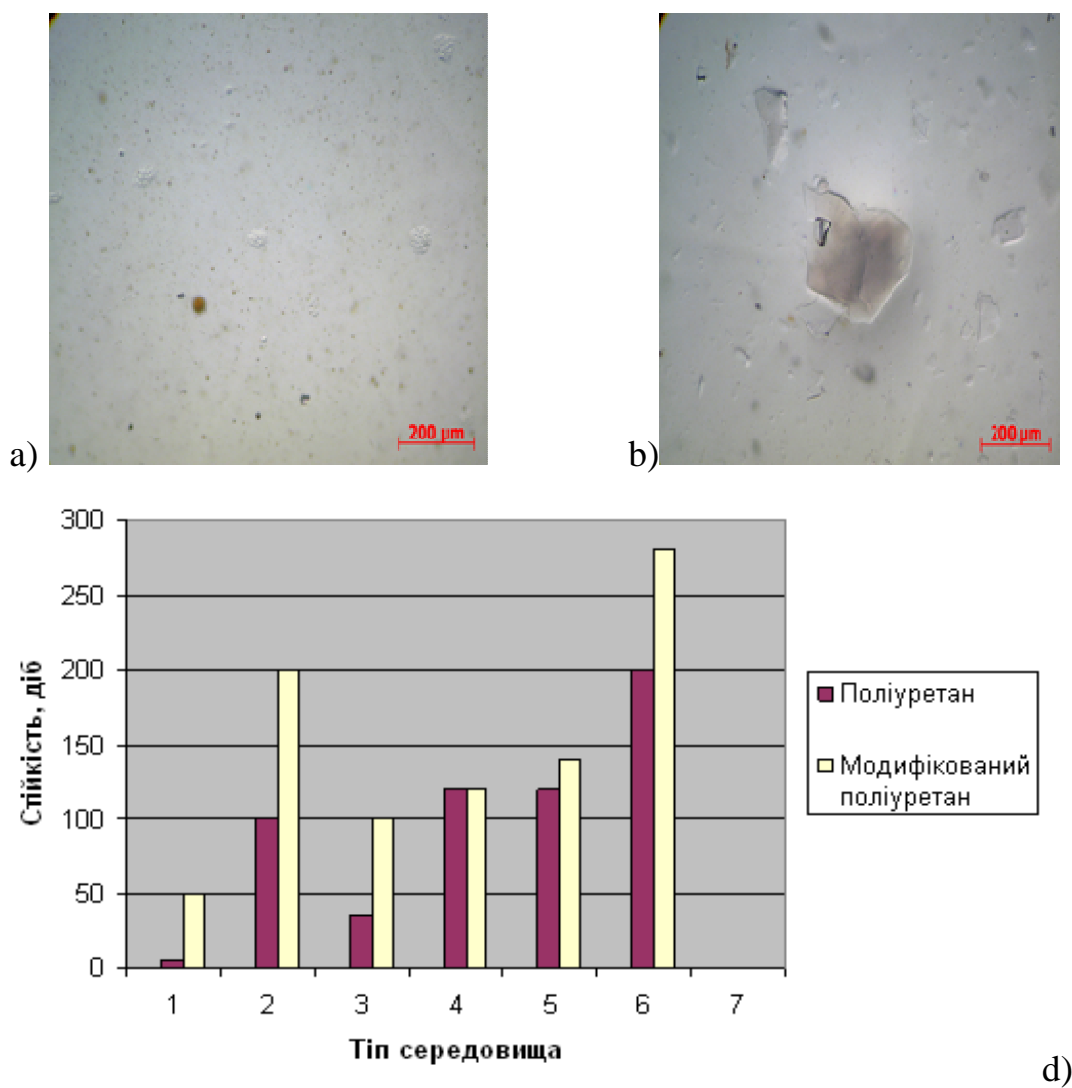 200 µm
a)
200 µm
b)
300
250
200
150
100
50
0
Стійкість, діб
1 2 3 4 5 6 7
Тіп середовища
Поліуретан
Модифікований
поліуретан
d)